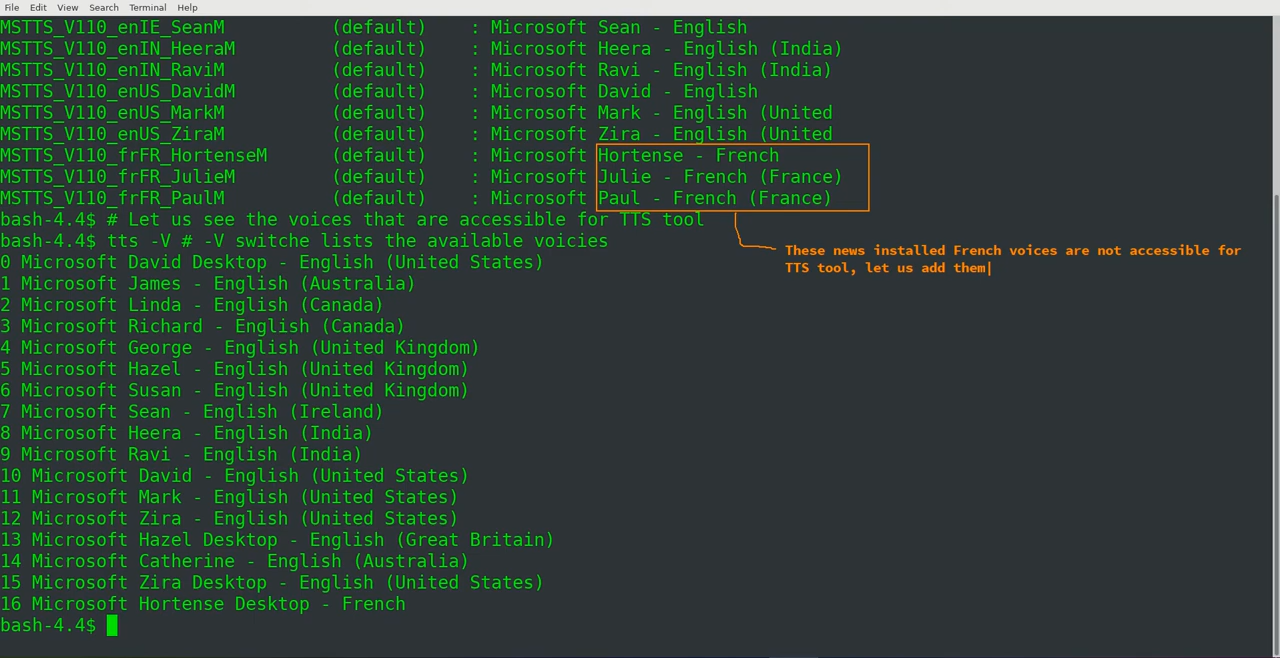 File Edit View Search Terminal Help
MSTTS_V110_enIE_SeanM (default) : Microsoft Sean - English
MSTTS_V110_enIN_HeeraM (default) : Microsoft Heera - English (India)
MSTTS_V110_enIN_RaviM (default) : Microsoft Ravi - English (India)
MSTTS_V110_enUS_DavidM (default) : Microsoft David - English
MSTTS_V110_enUS_MarkM (default) : Microsoft Mark - English (United
MSTTS_V110_enUS_ZiraM (default) : Microsoft Zira - English (United
MSTTS_V110_frFR_HortenseM (default) : Microsoft Hortense - French
MSTTS_V110_frFR_JulieM (default) : Microsoft Julie - French (France)
MSTTS_V110_frFR_PaulM (default) : Microsoft Paul - French (France)
bash-4.4$ # Let us see the voices that are accessible for TTS tool
bash-4.4$ tts -V # -V switche lists the available voicies
These news installed French voices are not accessible for
TTS tool, let us add them
0 Microsoft David Desktop - English (United States)
1 Microsoft James - English (Australia)
2 Microsoft Linda - English (Canada)
3 Microsoft Richard - English (Canada)
4 Microsoft George - English (United Kingdom)
5 Microsoft Hazel - English (United Kingdom)
6 Microsoft Susan - English (United Kingdom)
7 Microsoft Sean - English (Ireland)
8 Microsoft Heera - English (India)
9 Microsoft Ravi - English (India)
10 Microsoft David - English (United States)
11 Microsoft Mark - English (United States)
12 Microsoft Zira - English (United States)
13 Microsoft Hazel Desktop - English (Great Britain)
14 Microsoft Catherine - English (Australia)
15 Microsoft Zira Desktop - English (United States)
16 Microsoft Hortense Desktop - French
bash-4.4$